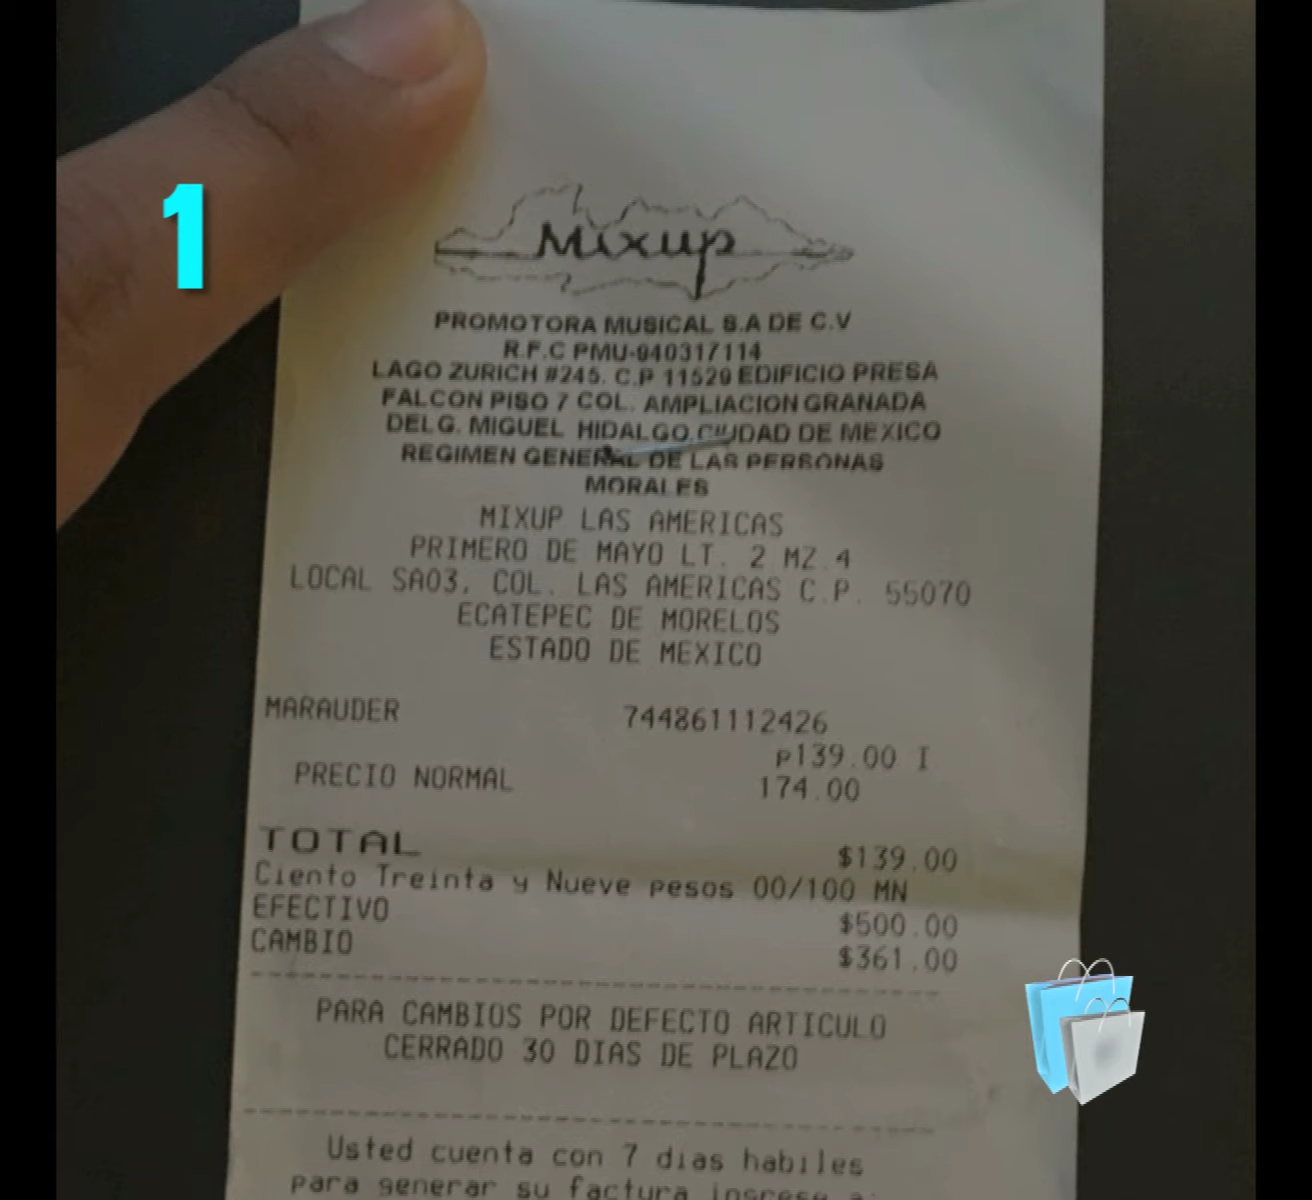 1
Mixup
PROMOTORA MUSICAL S.A DE C.V
R.F.C PMU-940317114
LAGO ZURICH #245. C.P 11529 EDIFICIO PRESA
FALCON PISO 7 COL. AMPLIACION GRANADA
DELG. MIGUEL HIDALGO CIUDAD DE MEXICO
REGIMEN GENERAL DE LAS PERSONAS
MORALES
MIXUP LAS AMERICAS
PRIMERO DE MAYO LT. 2 MZ.4
LOCAL SA03, COL. LAS AMERICAS C.P. 55070
ECATEPEC DE MORELOS
ESTADO DE MEXICO
MARAUDER 744861112426
P139.00 I
PRECIO NORMAL 174.00
TOTAL $139.00
Ciento Treinta y Nueve pesos 00/100 MN
EFECTIVO $500.00
CAMBIO $361.00
PARA CAMBIOS POR DEFECTO ARTICULO
CERRADO 30 DIAS DE PLAZO
Usted cuenta con 7 dias habiles
para generar su factura ingrese a: